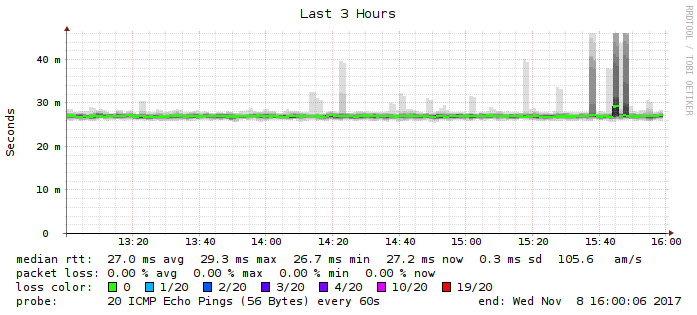 Last 3 Hours
RRDTOOL / TOBI OETIKER
Seconds
40 m
30 m
20 m
10 m
0
13:20 13:40 14:00 14:20 14:40 15:00 15:20 15:40 16:00
median rtt: 27.0 ms avg 29.3 ms max 26.7 ms min 27.2 ms now 0.3 ms sd 105.6 am/s
packet loss: 0.00 % avg 0.00 % max 0.00 % min 0.00 % now
loss color: 0 1/20 2/20 3/20 4/20 10/20 19/20
probe: 20 ICMP Echo Pings (56 Bytes) every 60s end: Wed Nov 8 16:00:06 2017